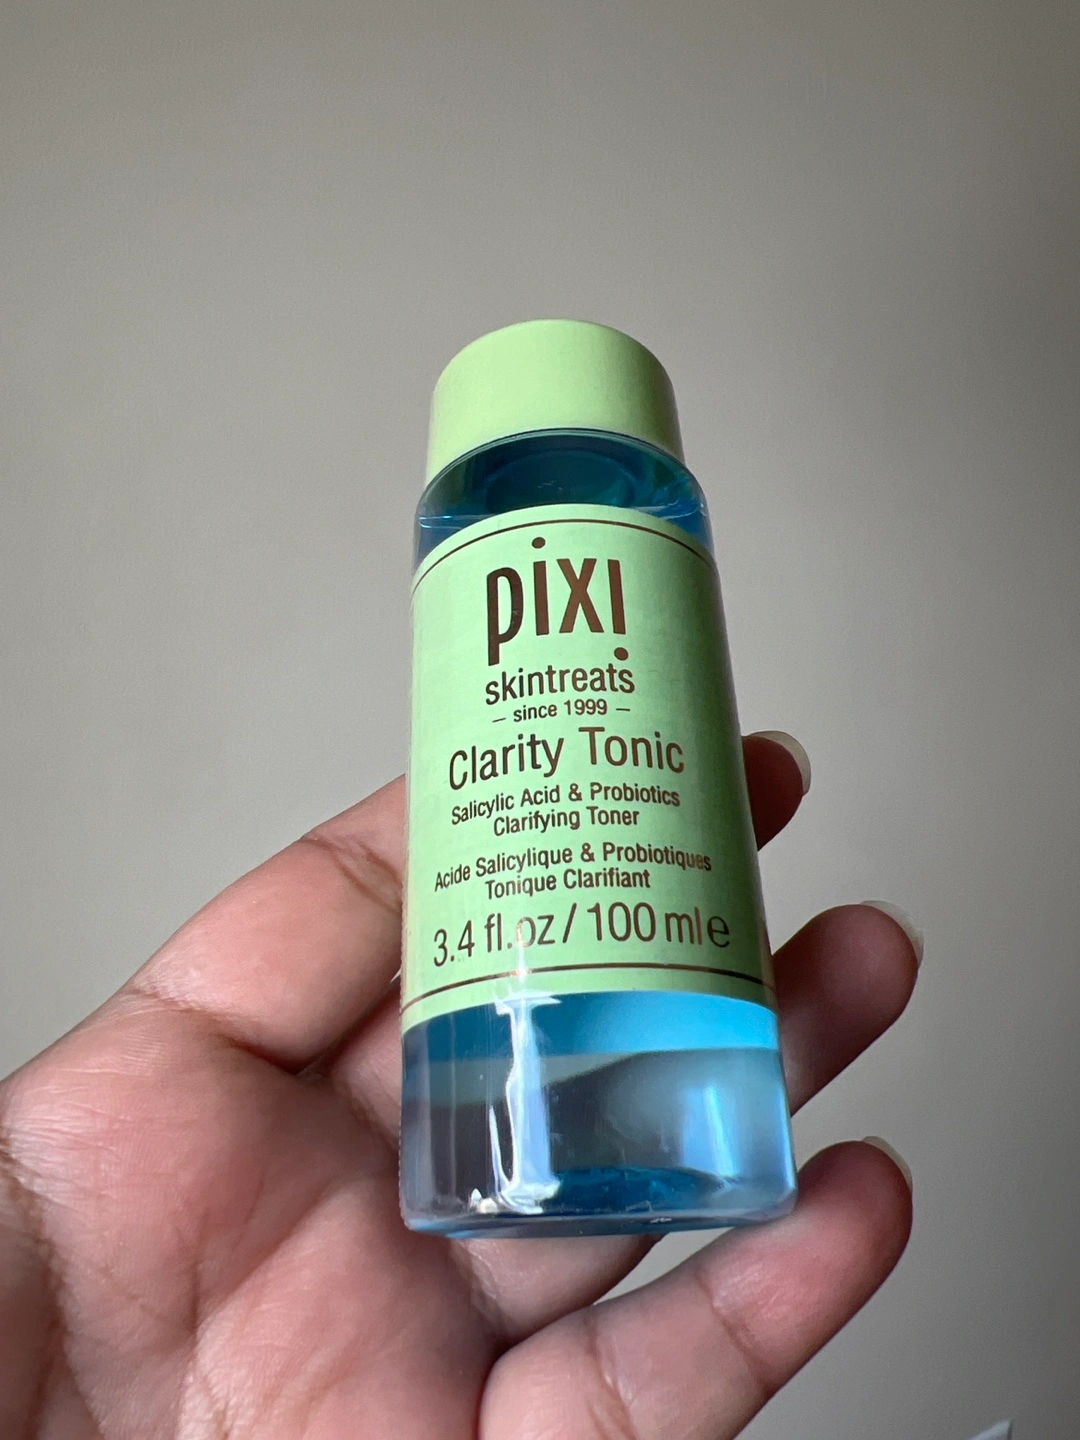 pixi
skintreats
– since 1999 –
Clarity Tonic
Salicylic Acid & Probiotics
Clarifying Toner
Acide Salicylique & Probiotiques
Tonique Clarifiant
3.4 fl.oz / 100 ml e